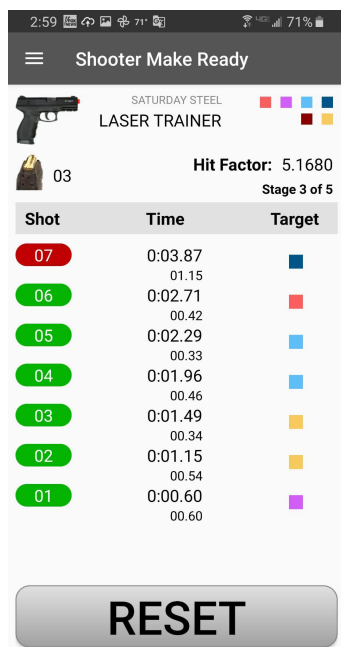 2:59 71° 4GE 71%
Shooter Make Ready
SATURDAY STEEL
LASER TRAINER
03
Hit Factor: 5.1680
Stage 3 of 5
Shot Time Target
07 0:03.87
01.15
06 0:02.71
00.42
05 0:02.29
00.33
04 0:01.96
00.46
03 0:01.49
00.34
02 0:01.15
00.54
01 0:00.60
00.60
RESET